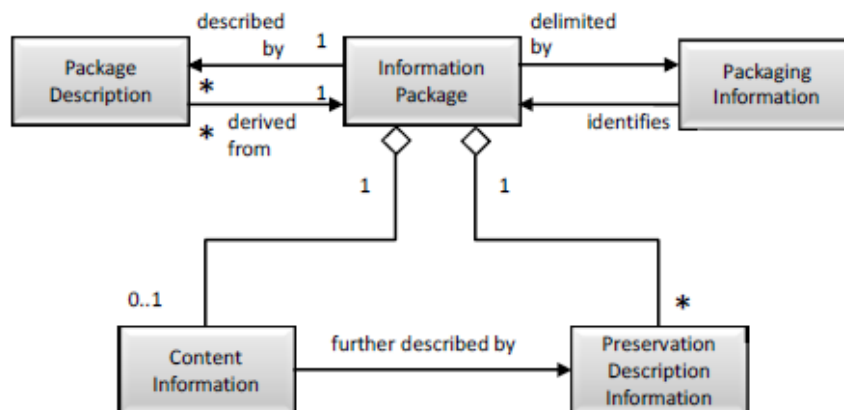 described
by
1
delimited
by
Package
Description
Information
Package
Packaging
Information
*
1
*
derived
from
identifies
1
1
0..1
*
further described by
Content
Information
Preservation
Description
Information